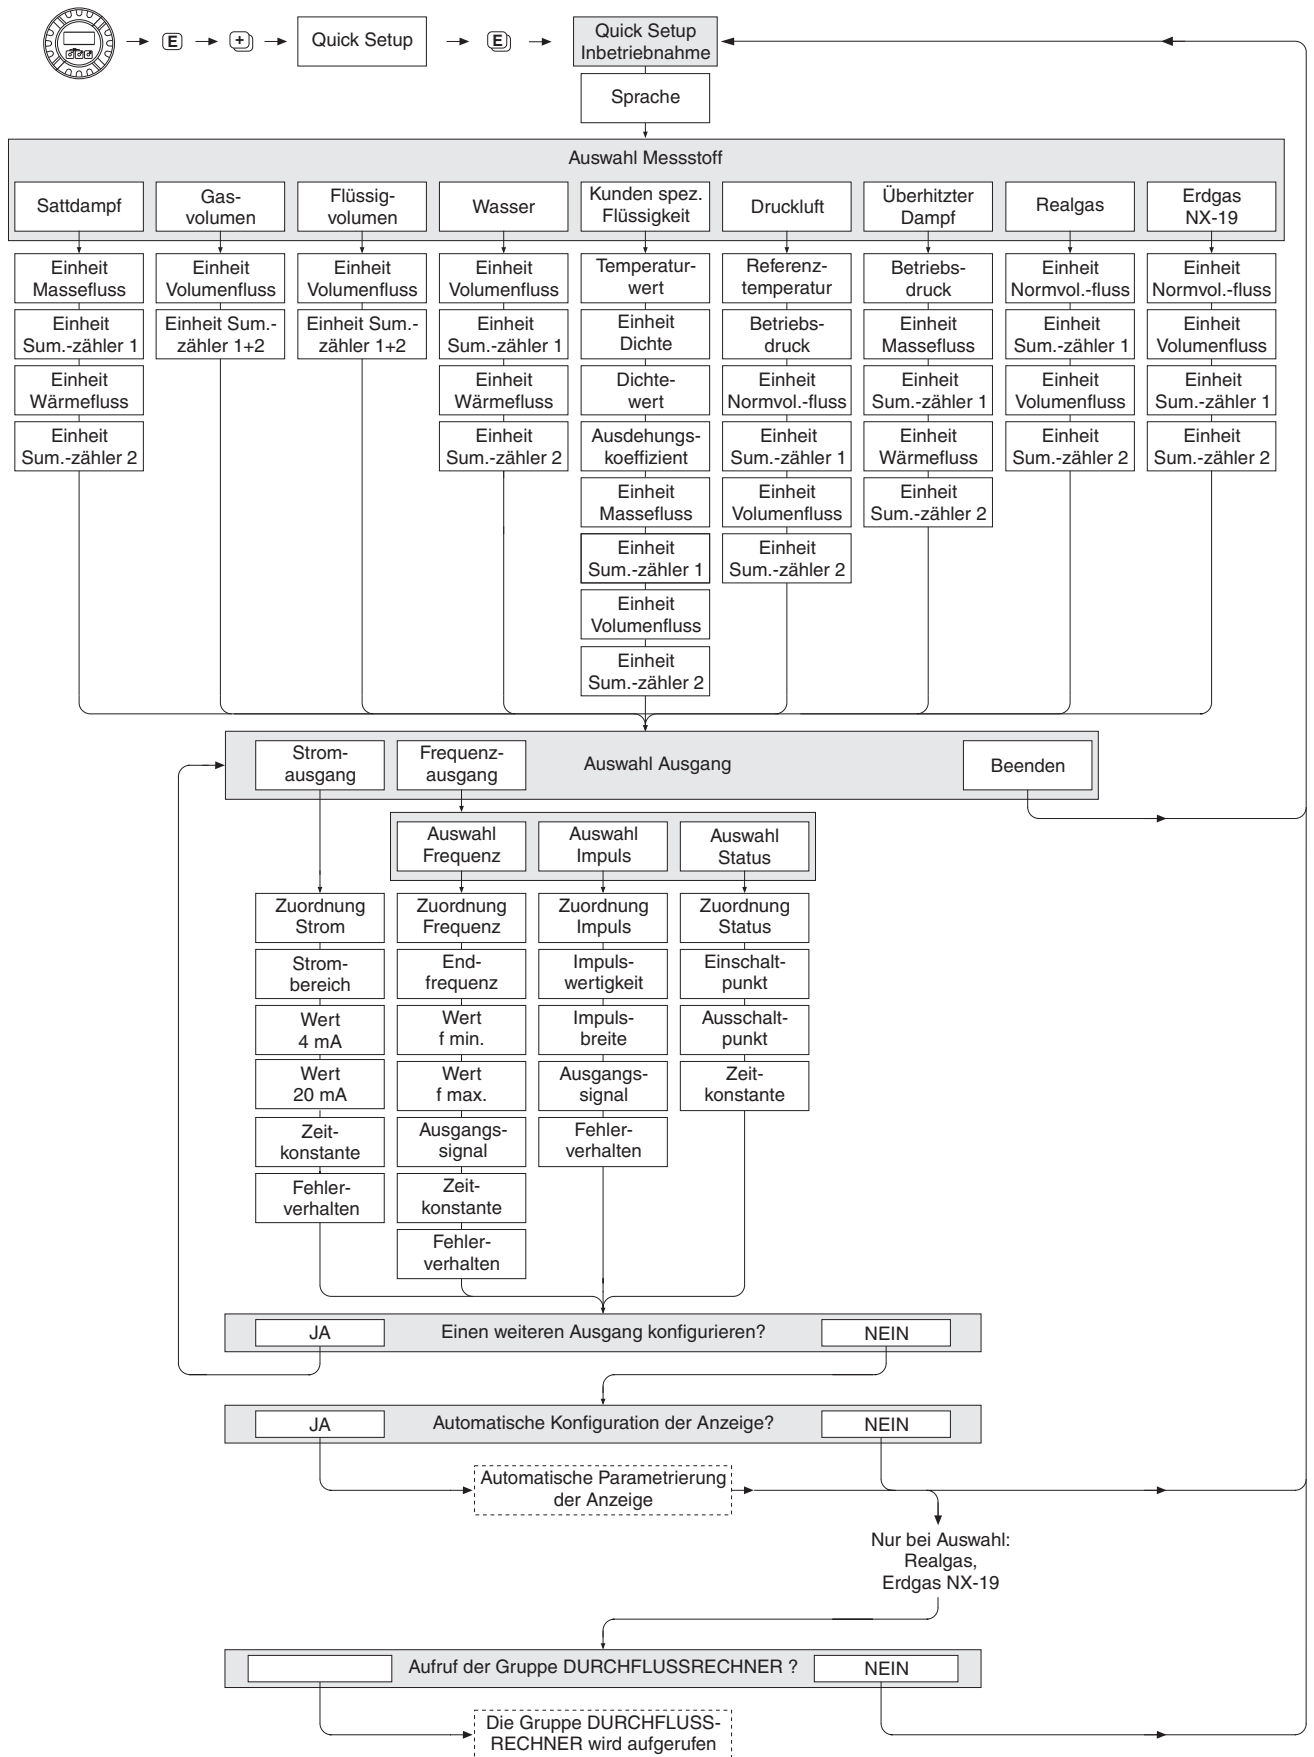 E
+
Quick Setup
E
Quick Setup
Inbetriebnahme
Sprache
Auswahl Messstoff
Sattdampf
Gas-
volumen
Flüssig-
volumen
Wasser
Kunden spez.
Flüssigkeit
Druckluft
Überhitzter
Dampf
Realgas
Erdgas
NX-19
Einheit
Massefluss
Einheit
Sum.-zähler 1
Einheit
Wärmefluss
Einheit
Sum.-zähler 2
Einheit
Volumenfluss
Einheit Sum.-
zähler 1+2
Einheit
Volumenfluss
Einheit Sum.-
zähler 1+2
Einheit
Volumenfluss
Einheit
Sum.-zähler 1
Einheit
Wärmefluss
Einheit
Sum.-zähler 2
Temperatur-
wert
Einheit
Dichte
Dichte-
wert
Ausdehungs-
koeffizient
Einheit
Massefluss
Einheit
Sum.-zähler 1
Einheit
Volumenfluss
Einheit
Sum.-zähler 2
Referenz-
temperatur
Betriebs-
druck
Einheit
Normvol.-fluss
Einheit
Sum.-zähler 1
Einheit
Volumenfluss
Einheit
Sum.-zähler 2
Betriebs-
druck
Einheit
Massefluss
Einheit
Sum.-zähler 1
Einheit
Wärmefluss
Einheit
Sum.-zähler 2
Einheit
Normvol.-fluss
Einheit
Sum.-zähler 1
Einheit
Volumenfluss
Einheit
Sum.-zähler 2
Einheit
Normvol.-fluss
Einheit
Volumenfluss
Einheit
Sum.-zähler 1
Einheit
Sum.-zähler 2
Strom-
ausgang
Frequenz-
ausgang
Auswahl Ausgang
Beenden
Auswahl
Frequenz
Auswahl
Impuls
Auswahl
Status
Zuordnung
Strom
Strom-
bereich
Wert
4 mA
Wert
20 mA
Zeit-
konstante
Fehler-
verhalten
Zuordnung
Frequenz
End-
frequenz
Wert
f min.
Wert
f max.
Ausgangs-
signal
Zeit-
konstante
Fehler-
verhalten
Zuordnung
Impuls
Impuls-
wertigkeit
Impuls-
breite
Ausgangs-
signal
Fehler-
verhalten
Zuordnung
Status
Einschalt-
punkt
Ausschalt-
punkt
Zeit-
konstante
JA
Einen weiteren Ausgang konfigurieren?
NEIN
JA
Automatische Konfiguration der Anzeige?
NEIN
Automatische Parametrierung
der Anzeige
Nur bei Auswahl:
Realgas,
Erdgas NX-19
Aufruf der Gruppe DURCHFLUSSRECHNER ?
NEIN
Die Gruppe DURCHFLUSS-
RECHNER wird aufgerufen